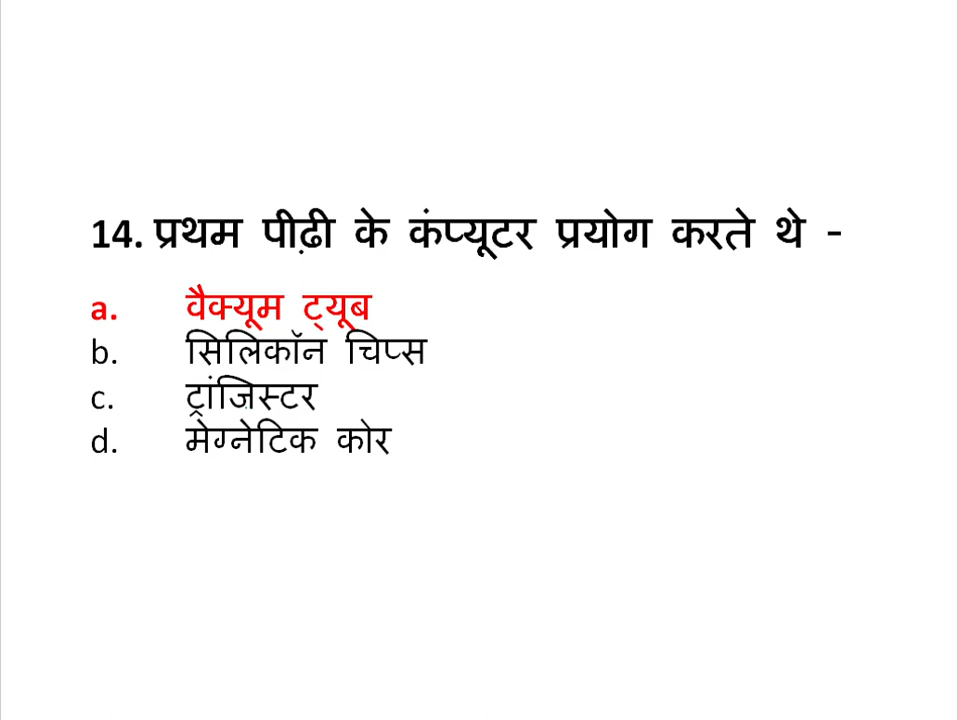 14. प्रथम पीढ़ी के कंप्यूटर प्रयोग करते थे -
a. वैक्यूम ट्यूब
b. सिलिकॉन चिप्स
c. ट्रांजिस्टर
d. मेग्नेटिक कोर